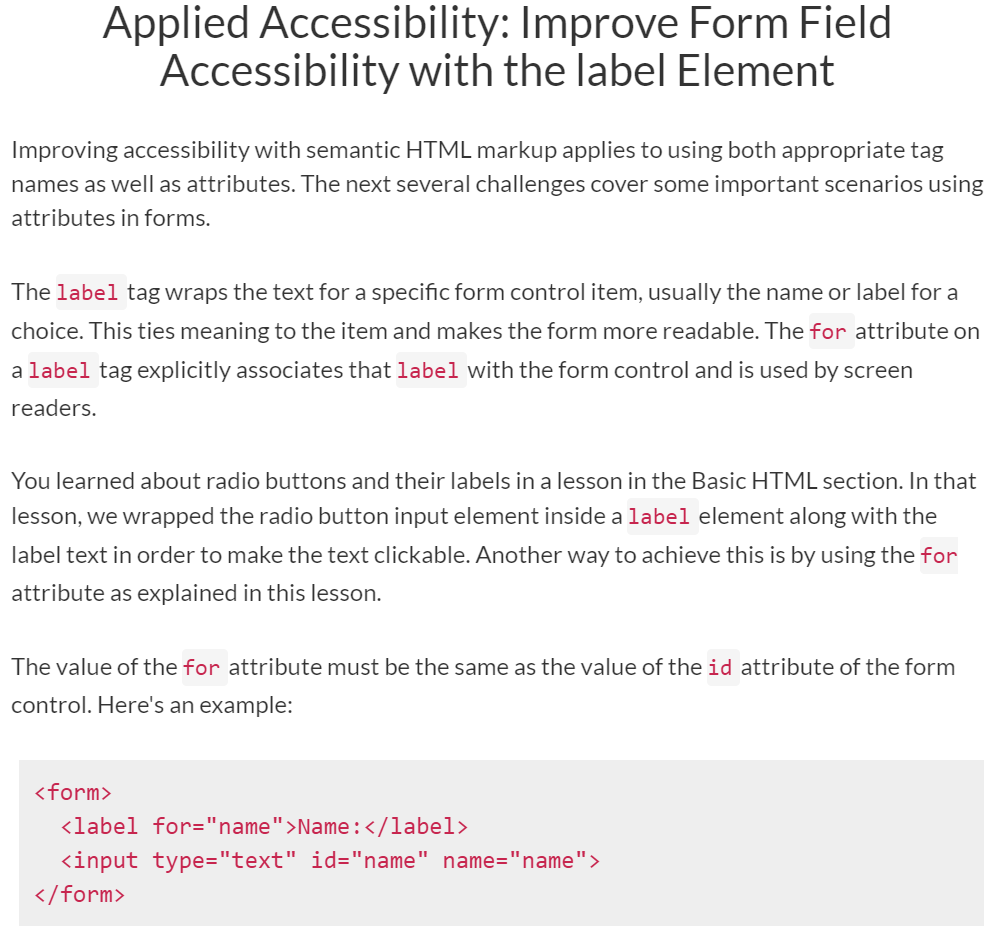 Applied Accessibility: Improve Form Field
Accessibility with the label Element
Improving accessibility with semantic HTML markup applies to using both appropriate tag
names as well as attributes. The next several challenges cover some important scenarios using
attributes in forms.
The label tag wraps the text for a specific form control item, usually the name or label for a
choice. This ties meaning to the item and makes the form more readable. The for attribute on
a label tag explicitly associates that label with the form control and is used by screen
readers.
You learned about radio buttons and their labels in a lesson in the Basic HTML section. In that
lesson, we wrapped the radio button input element inside a label element along with the
label text in order to make the text clickable. Another way to achieve this is by using the for
attribute as explained in this lesson.
The value of the for attribute must be the same as the value of the id attribute of the form
control. Here's an example:
<form>
  <label for="name">Name:</label>
  <input type="text" id="name" name="name">
</form>